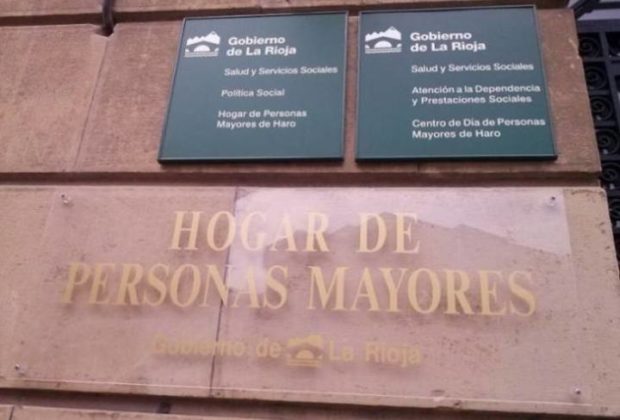 Gobierno
de La Rioja
Salud y Servicios Sociales
Política Social
Hogar de Personas
Mayores de Haro
Gobierno
de La Rioja
Salud y Servicios Sociales
Atención a la Dependencia
y Prestaciones Sociales
Centro de Día de Personas
Mayores de Haro
HOGAR DE
PERSONAS MAYORES
Gobierno de La Rioja